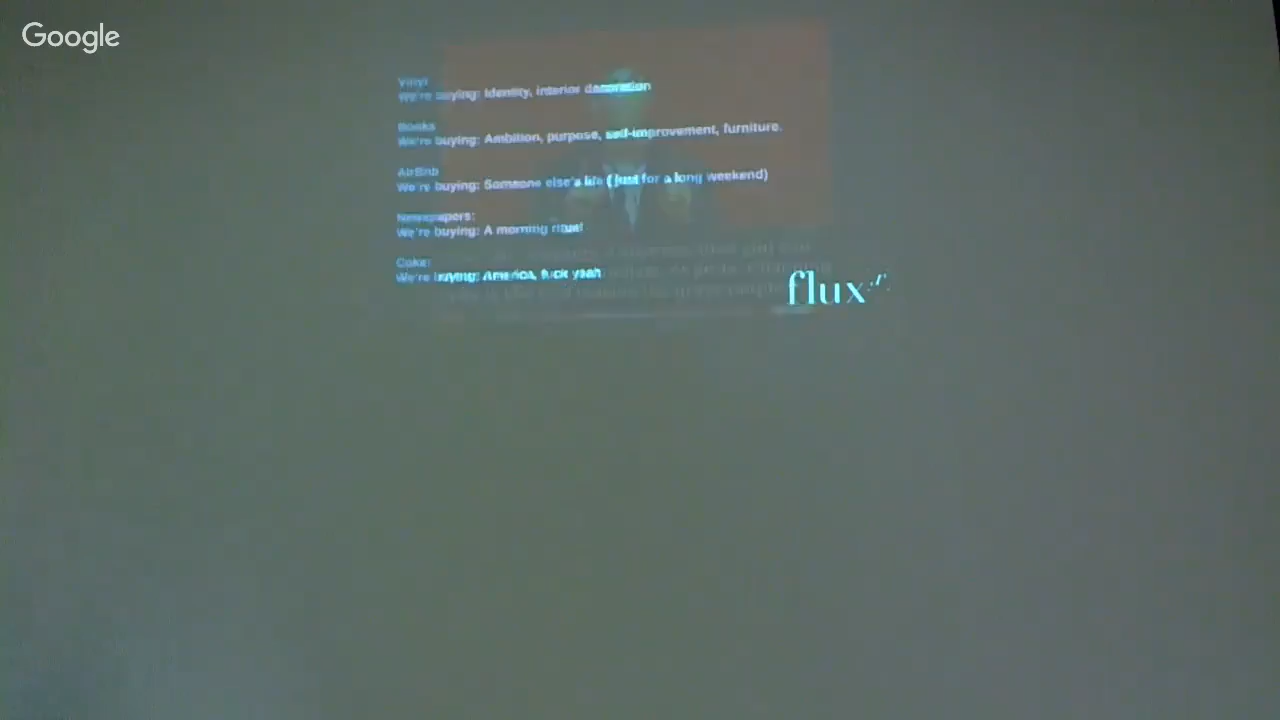 Google
Vinyl
We're buying: Identity, interior decoration
Books
We're buying: Ambition, purpose, self-improvement, furniture.
AirBnb
We're buying: Someone else's life (just for a long weekend)
Newspapers:
We're buying: A morning ritual
Coke:
We're buying: America, fuck yeah
flux